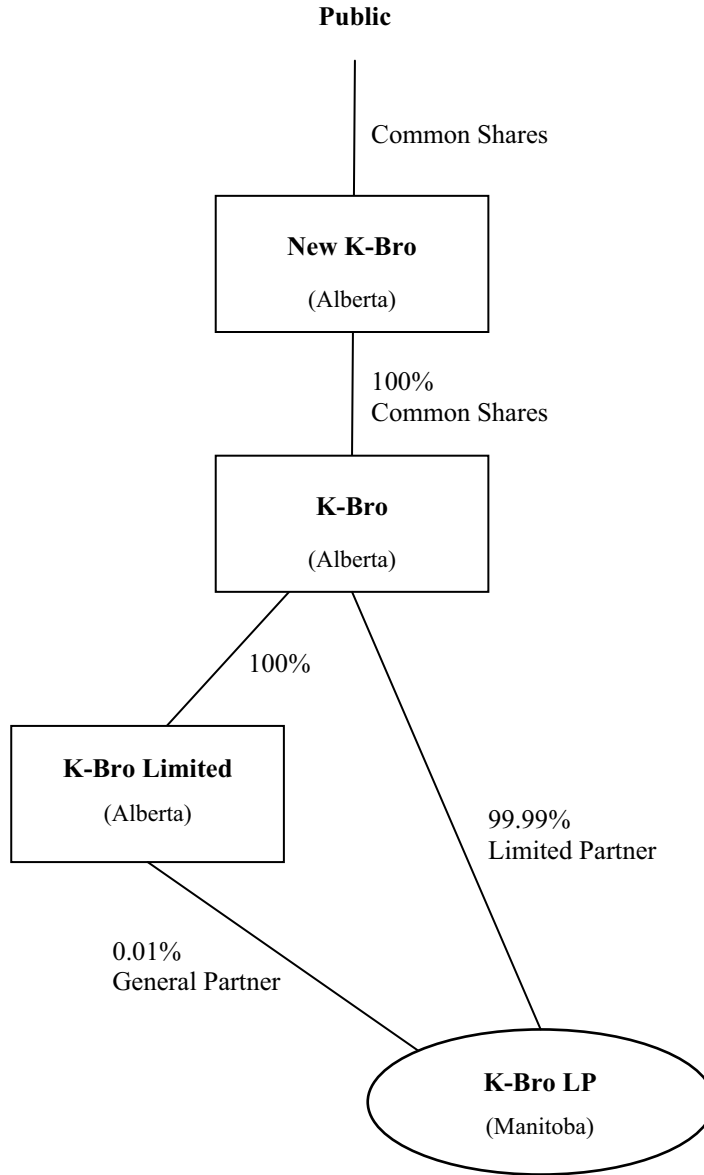 Public
Common Shares
New K-Bro
(Alberta)
100%
Common Shares
K-Bro
(Alberta)
100%
K-Bro Limited
(Alberta)
99.99%
Limited Partner
0.01%
General Partner
K-Bro LP
(Manitoba)